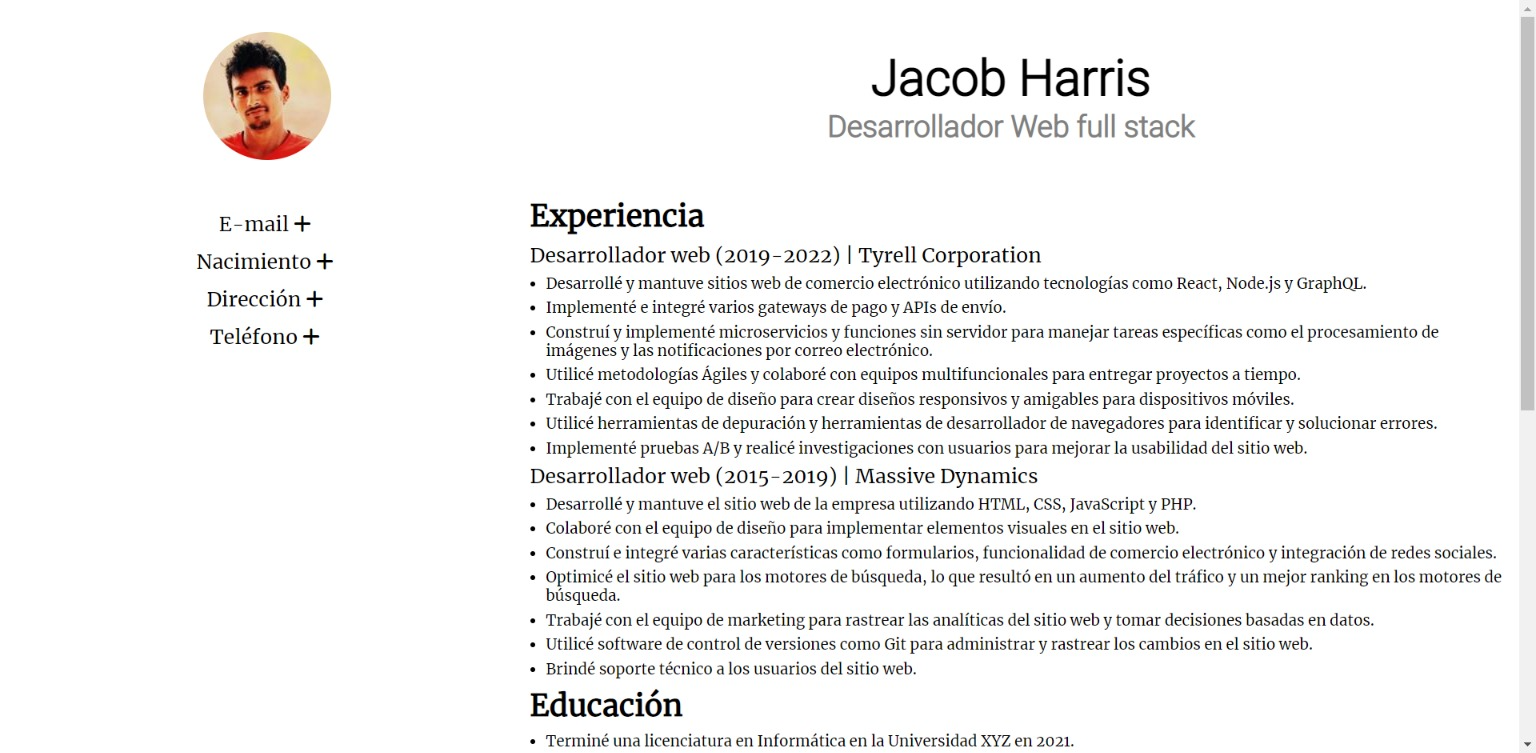 Jacob Harris
Desarrollador Web full stack
E-mail +
Nacimiento +
Dirección +
Teléfono +
Experiencia
Desarrollador web (2019-2022) | Tyrell Corporation
• Desarrollé y mantuve sitios web de comercio electrónico utilizando tecnologías como React, Node.js y GraphQL.
• Implementé e integré varios gateways de pago y APIs de envío.
• Construí y implementé microservicios y funciones sin servidor para manejar tareas específicas como el procesamiento de
imágenes y las notificaciones por correo electrónico.
• Utilicé metodologías Ágiles y colaboré con equipos multifuncionales para entregar proyectos a tiempo.
• Trabajé con el equipo de diseño para crear diseños responsivos y amigables para dispositivos móviles.
• Utilicé herramientas de depuración y herramientas de desarrollador de navegadores para identificar y solucionar errores.
• Implementé pruebas A/B y realicé investigaciones con usuarios para mejorar la usabilidad del sitio web.
Desarrollador web (2015-2019) | Massive Dynamics
• Desarrollé y mantuve el sitio web de la empresa utilizando HTML, CSS, JavaScript y PHP.
• Colaboré con el equipo de diseño para implementar elementos visuales en el sitio web.
• Construí e integré varias características como formularios, funcionalidad de comercio electrónico y integración de redes sociales.
• Optimicé el sitio web para los motores de búsqueda, lo que resultó en un aumento del tráfico y un mejor ranking en los motores de
búsqueda.
• Trabajé con el equipo de marketing para rastrear las analíticas del sitio web y tomar decisiones basadas en datos.
• Utilicé software de control de versiones como Git para administrar y rastrear los cambios en el sitio web.
• Brindé soporte técnico a los usuarios del sitio web.
Educación
• Terminé una licenciatura en Informática en la Universidad XYZ en 2021.